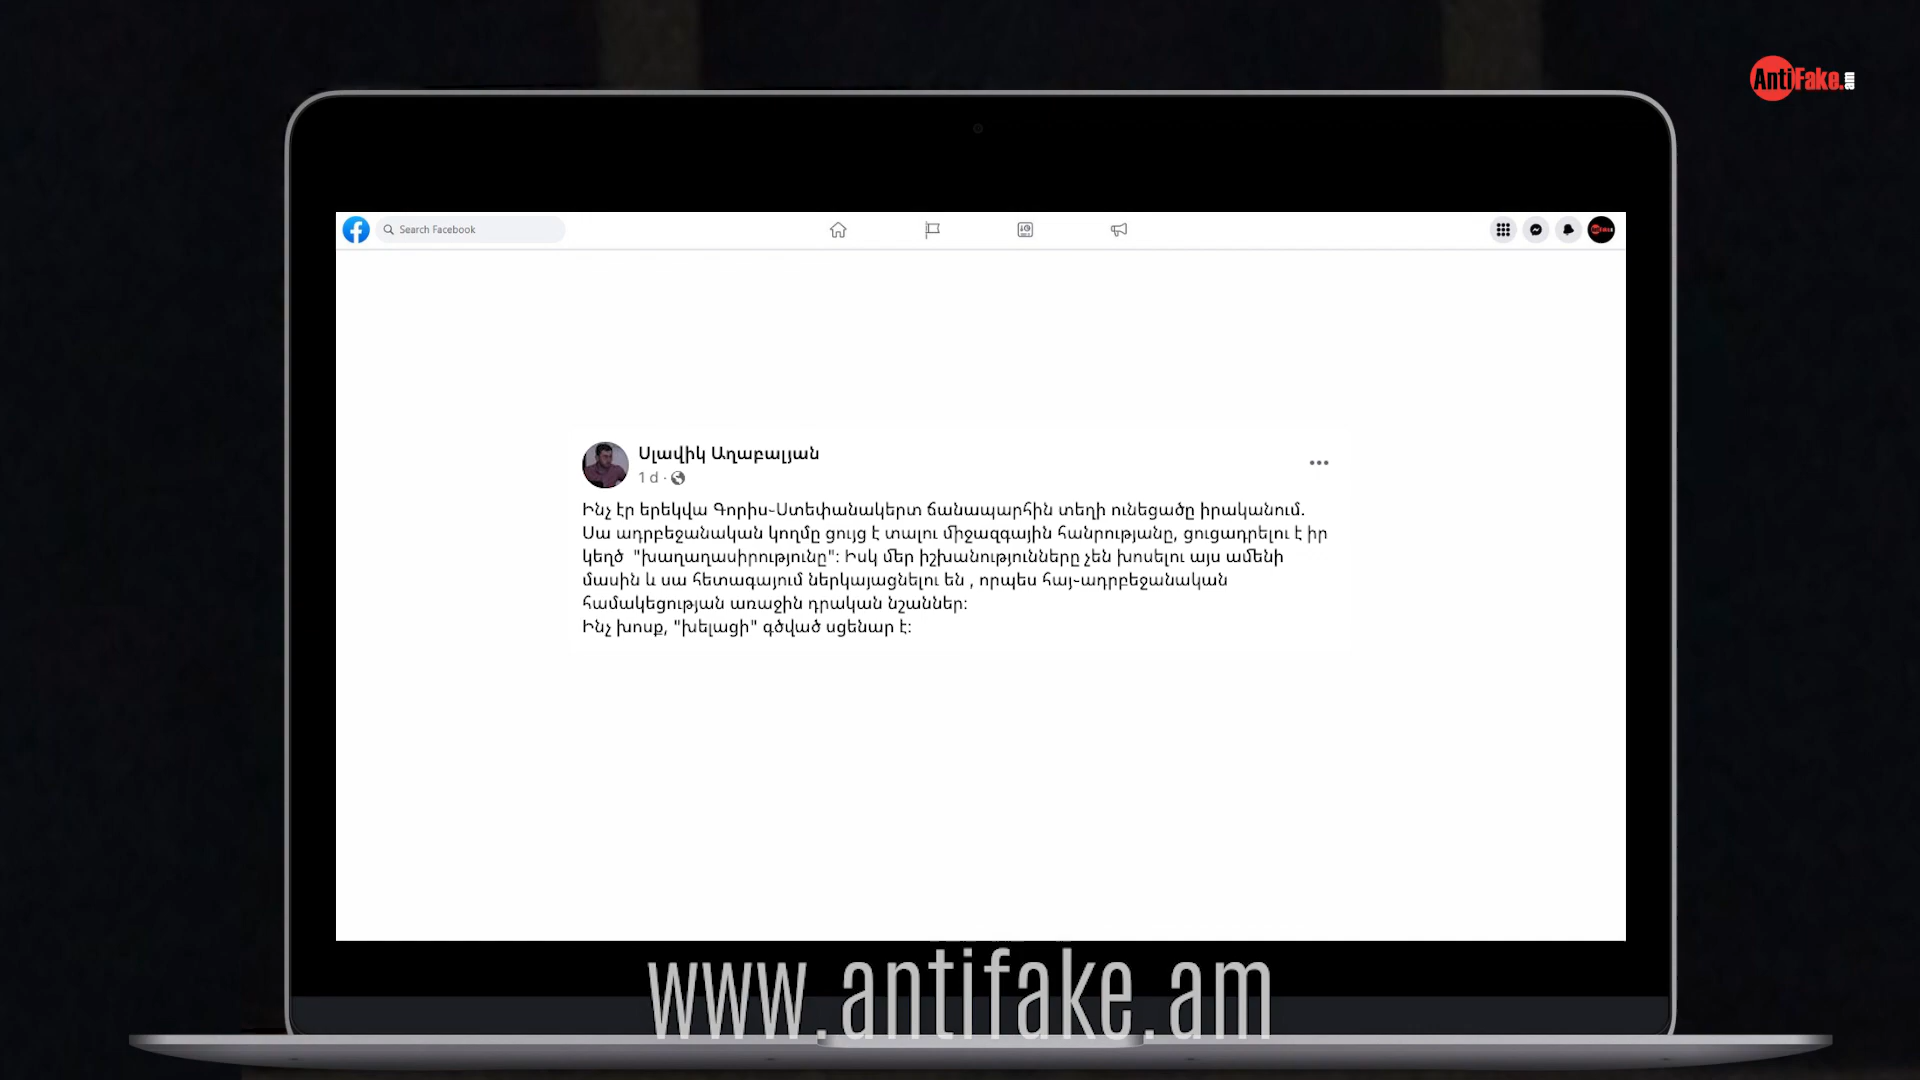 AntiFake.am
Search Facebook
Սլավիկ Աղաբալյան
1 d ·
Ինչ էր երեկվա Գորիս-Ստեփանակերտ ճանապարհին տեղի ունեցածը իրականում.
Սա ադրբեջանական կողմը ցույց է տալու միջազգային հանրությանը, ցուցադրելու է իր
կեղծ "խաղաղասիրությունը": Իսկ մեր իշխանությունները չեն խոսելու այս ամենի
մասին և սա հետագայում ներկայացնելու են , որպես հայ-ադրբեջանական
համակեցության առաջին դրական նշաններ:
Ինչ խոսք, "խելացի" գծված սցենար է:
www.antifake.am